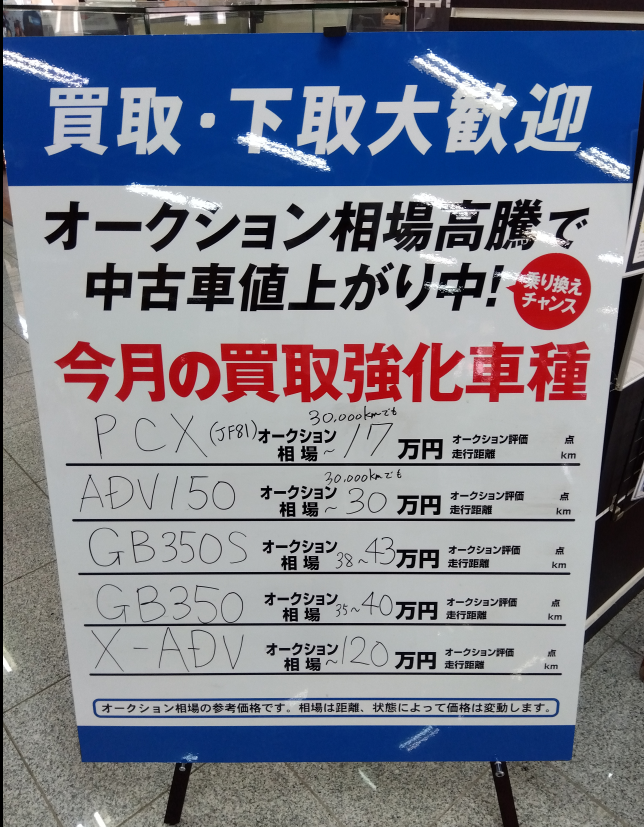 買取・下取大歓迎
オークション相場高騰で
中古車値上がり中!
乗り換え
チャンス
今月の買取強化車種
PCX (JF81) オークション相場 ~17万円 30.000kmでも オークション評価 点 走行距離 km
ADV150 オークション相場 ~30万円 30.000kmでも オークション評価 点 走行距離 km
GB350S オークション相場 38~43万円 オークション評価 点 走行距離 km
GB350 オークション相場 35~40万円 オークション評価 点 走行距離 km
X-ADV オークション相場 ~120万円 オークション評価 点 走行距離 km
オークション相場の参考価格です。相場は距離、状態によって価格は変動します。